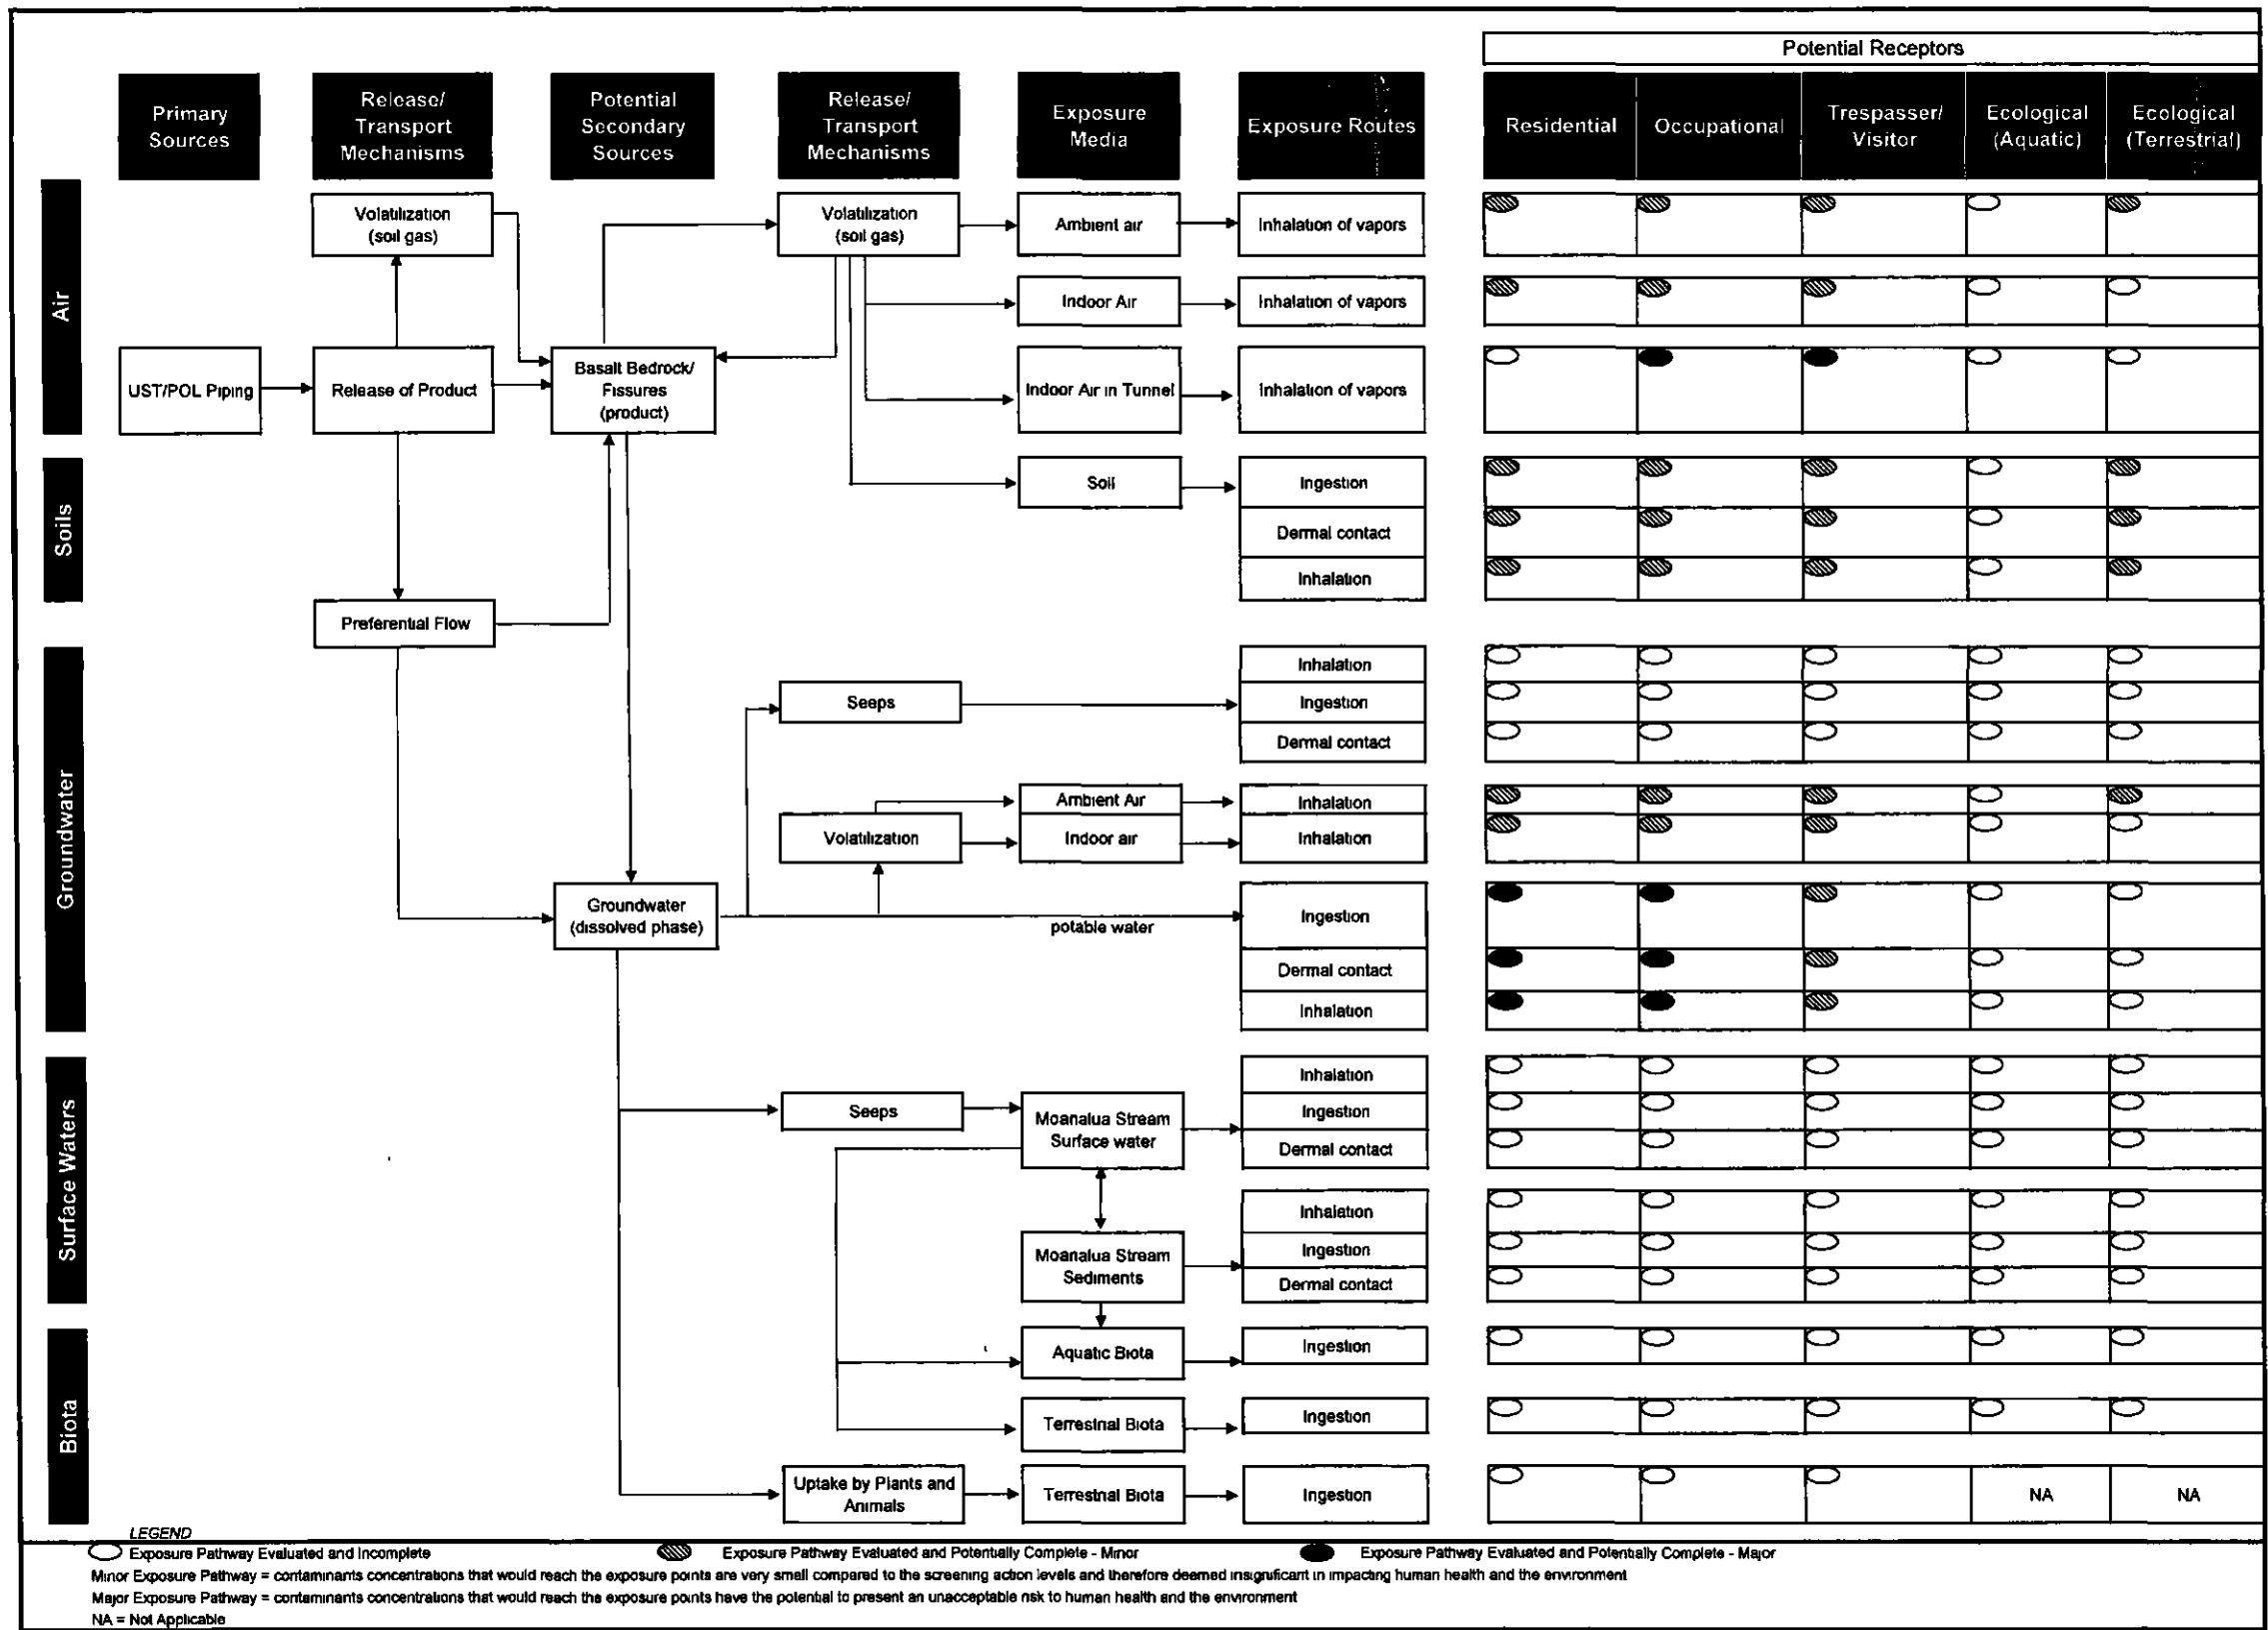 Potential Receptors
Primary
Sources
Release/
Transport
Mechanisms
Potential
Secondary
Sources
Release/
Transport
Mechanisms
Exposure
Media
Exposure Routes
Residential
Occupational
Trespasser/
Visitor
Ecological
(Aquatic)
Ecological
(Terrestrial)
Air
Volatilization
(soil gas)
Volatilization
(soil gas)
Ambient air
Inhalation of vapors
Indoor Air
Inhalation of vapors
UST/POL Piping
Release of Product
Basalt Bedrock/
Fissures
(product)
Indoor Air in Tunnel
Inhalation of vapors
Soils
Soil
Ingestion
Dermal contact
Inhalation
Preferential Flow
Groundwater
Inhalation
Seeps
Ingestion
Dermal contact
Ambient Air
Inhalation
Volatilization
Indoor air
Inhalation
Groundwater
(dissolved phase)
potable water
Ingestion
Dermal contact
Inhalation
Surface Waters
Inhalation
Seeps
Moanalua Stream
Surface water
Ingestion
Dermal contact
Inhalation
Moanalua Stream
Sediments
Ingestion
Dermal contact
Biota
Aquatic Biota
Ingestion
Terrestrial Biota
Ingestion
Uptake by Plants and
Animals
Terrestrial Biota
Ingestion
NA
NA
LEGEND
Exposure Pathway Evaluated and Incomplete
Exposure Pathway Evaluated and Potentially Complete - Minor
Exposure Pathway Evaluated and Potentially Complete - Major
Minor Exposure Pathway = contaminants concentrations that would reach the exposure points are very small compared to the screening action levels and therefore deemed insignificant in impacting human health and the environment
Major Exposure Pathway = contaminants concentrations that would reach the exposure points have the potential to present an unacceptable risk to human health and the environment
NA = Not Applicable